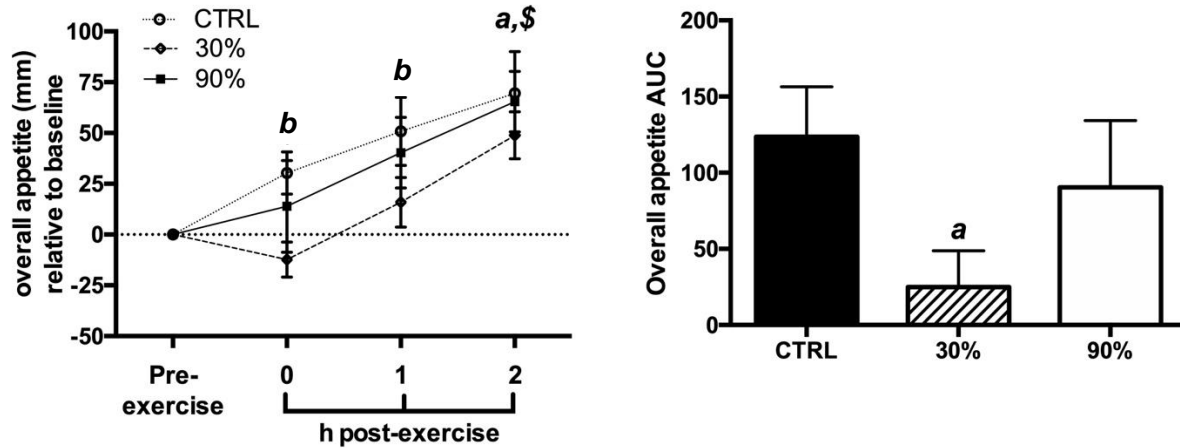 CTRL
30%
90%
overall appetite (mm)
relative to baseline
100
75
50
25
0
-25
-50
b
b
a,$
Pre-
exercise
0
1
2
h post-exercise
Overall appetite AUC
200
150
100
50
0
a
CTRL
30%
90%